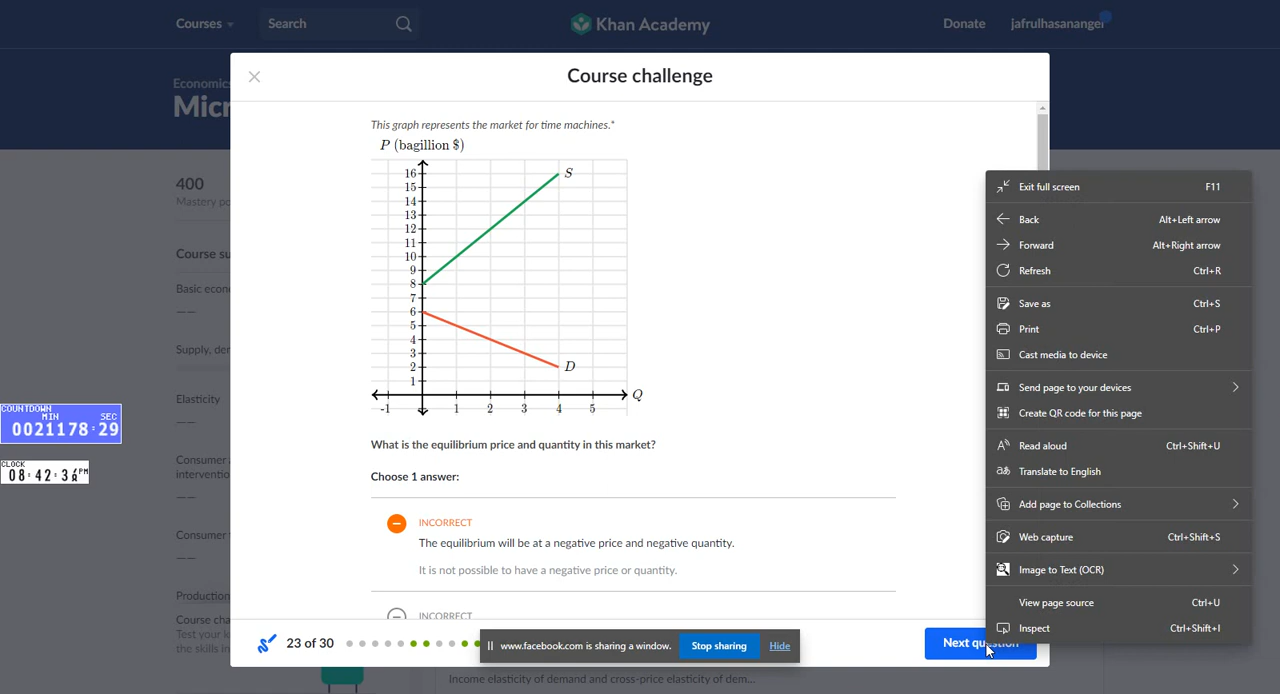 Courses
Search
Khan Academy
Donate
jafrulhasananger
Economics
Micr
400
Mastery po
Course su
Basic econ
Supply, der
Elasticity
Consumer a
interventio
Consumer t
Production
Course cha
Test your k
the skills in
COUNTDOWN
MIN SEC
0021178:29
CLOCK
Course challenge
This graph represents the market for time machines.*
P (bagillion $)
16
15
14
13
12
11
10
9
8
7
6
5
4
3
2
1
S
D
-1 1 2 3 4 5 Q
What is the equilibrium price and quantity in this market?
Choose 1 answer:
INCORRECT
The equilibrium will be at a negative price and negative quantity.
It is not possible to have a negative price or quantity.
INCORRECT
23 of 30
www.facebook.com is sharing a window.
Stop sharing
Hide
Next question
Income elasticity of demand and cross-price elasticity of dem...
Exit full screen F11
Back Alt+Left arrow
Forward Alt+Right arrow
Refresh Ctrl+R
Save as Ctrl+S
Print Ctrl+P
Cast media to device
Send page to your devices
Create QR code for this page
Read aloud Ctrl+Shift+U
Translate to English
Add page to Collections
Web capture Ctrl+Shift+S
Image to Text (OCR)
View page source Ctrl+U
Inspect Ctrl+Shift+I